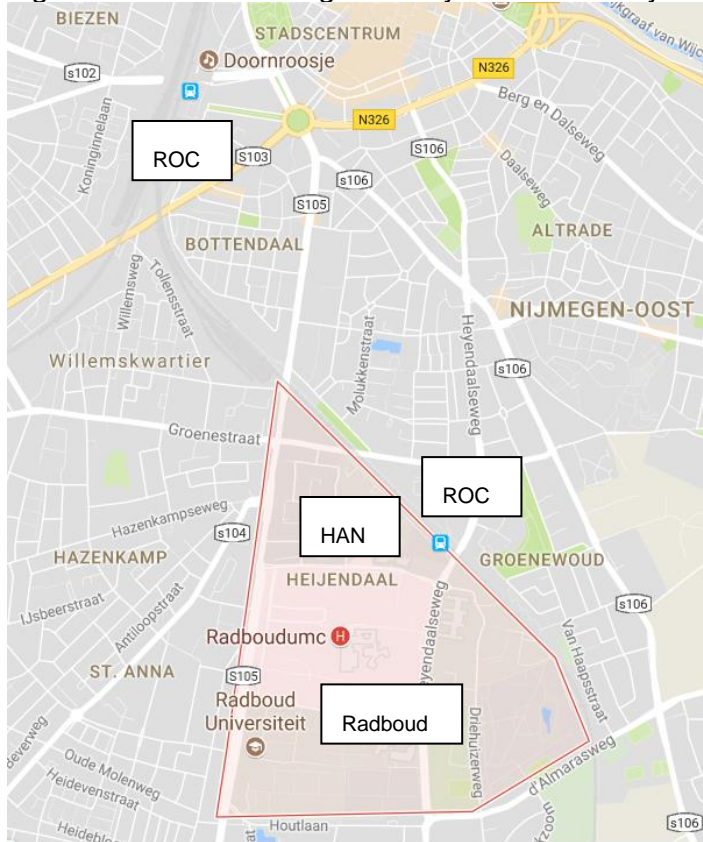 BIEZEN
STADSCENTRUM
Doornroosje
s102
N326
Berg en Dalseweg
Koninginnelaan
N326
ROC
S103
S106
s106
Daalseweg
S105
ALTRADE
BOTTENDAAL
Tollensstraat
Willemsweg
NIJMEGEN-OOST
Heyendaalseweg
Molukkenstraat
Willemskwartier
s106
Groenestraat
ROC
Hazenkampseweg
HAN
s104
HAZENKAMP
GROENEWOUD
HEIJENDAAL
IJsbeerstraat
Antiloopstraat
s106
Radboudumc
H
Van Haapsstraat
ST. ANNA
S105
Radboud
Universiteit
Radboud
Driehuizerweg
d'Almarasweg
Oude Molenweg
Heidevenstraat
Houtlaan
s106